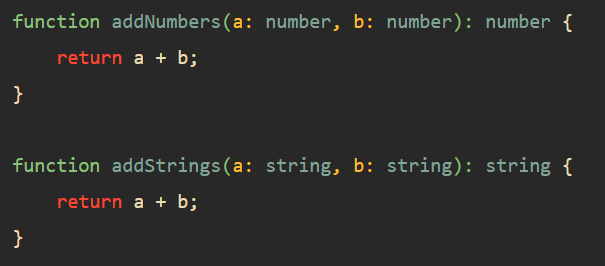 function addNumbers(a: number, b: number): number {
    return a + b;
}

function addStrings(a: string, b: string): string {
    return a + b;
}